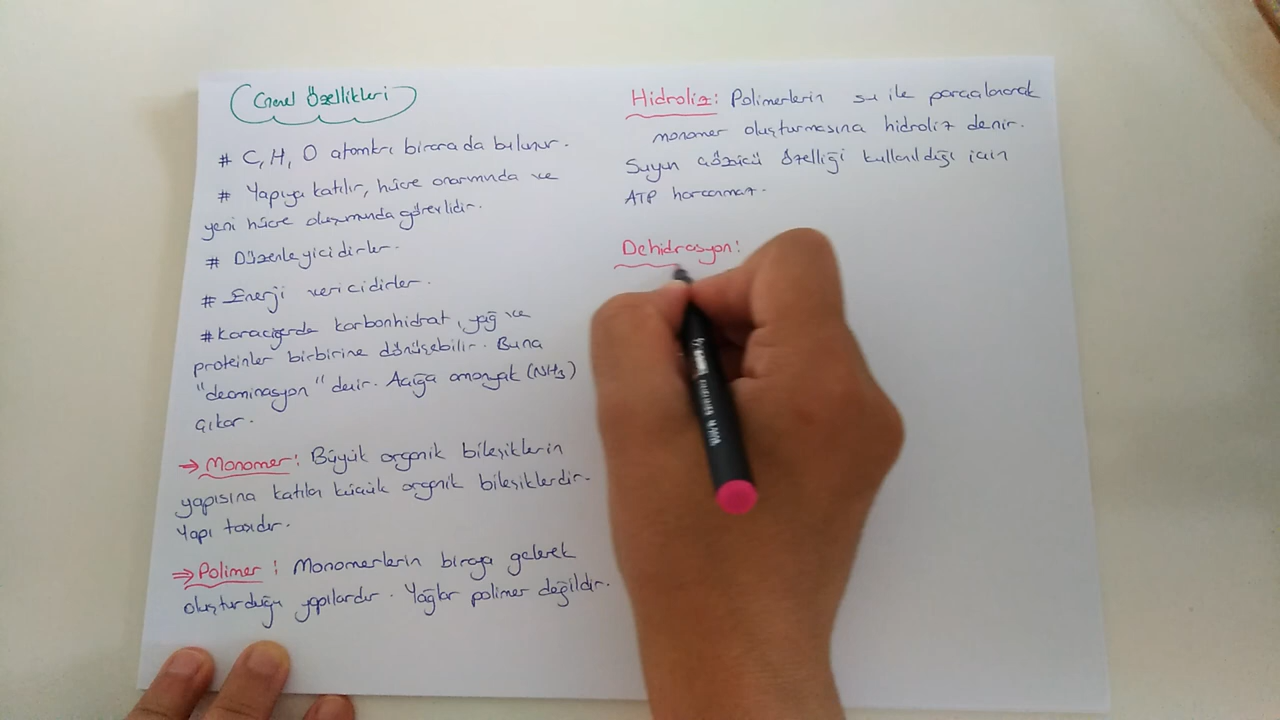 Genel Özellikleri
# C, H, O atomları birarada bulunur.
# Yapıya katılır, hücre onarımında ve
yeni hücre oluşumunda görevlidir.
# Düzenleyicidirler.
# Enerji vericidirler.
# Karaciğerde karbonhidrat, yağ ve
proteinler birbirine dönüşebilir. Buna
"deaminasyon" denir. Açığa amonyak (NH3)
çıkar.
⇒ Monomer: Büyük organik bileşiklerin
yapısına katılan küçük organik bileşiklerdir.
Yapı taşıdır.
⇒ Polimer : Monomerlerin biraya gelerek
oluşturduğu yapılardır. Yağlar polimer değildir.
Hidroliz: Polimerlerin su ile parçalanarak
monomer oluşturmasına hidroliz denir.
Suyun çözücü özelliği kullanıldığı için
ATP harcanmaz.
Dehidrasyon: